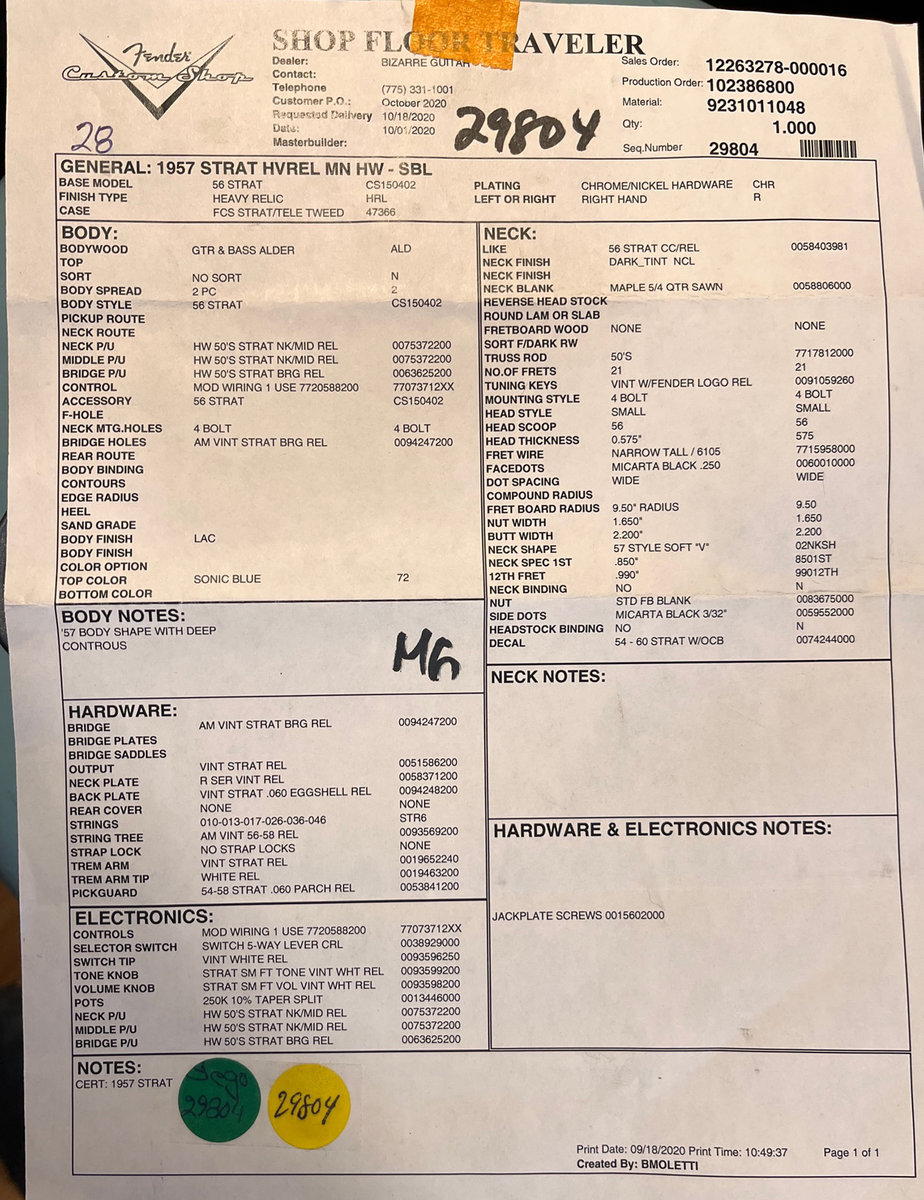 Fender
Custom Shop
28
SHOP FLOOR TRAVELER
Dealer: BIZARRE GUITAR
Contact:
Telephone (775) 331-1001
Customer P.O.: October 2020
Requested Delivery 10/18/2020
Date: 10/01/2020
Masterbuilder:
29804
Sales Order: 12263278-000016
Production Order: 102386800
Material: 9231011048
Qty: 1.000
Seq.Number 29804
GENERAL: 1957 STRAT HVREL MN HW - SBL
BASE MODEL 56 STRAT CS150402 PLATING CHROME/NICKEL HARDWARE CHR
FINISH TYPE HEAVY RELIC HRL LEFT OR RIGHT RIGHT HAND R
CASE FCS STRAT/TELE TWEED 47366
BODY:
BODYWOOD GTR & BASS ALDER ALD
TOP
SORT NO SORT N
BODY SPREAD 2 PC 2
BODY STYLE 56 STRAT CS150402
PICKUP ROUTE
NECK ROUTE
NECK P/U HW 50'S STRAT NK/MID REL 0075372200
MIDDLE P/U HW 50'S STRAT NK/MID REL 0075372200
BRIDGE P/U HW 50'S STRAT BRG REL 0063625200
CONTROL MOD WIRING 1 USE 7720588200 77073712XX
ACCESSORY 56 STRAT CS150402
F-HOLE
NECK MTG.HOLES 4 BOLT 4 BOLT
BRIDGE HOLES AM VINT STRAT BRG REL 0094247200
REAR ROUTE
BODY BINDING
CONTOURS
EDGE RADIUS
HEEL
SAND GRADE
BODY FINISH LAC
BODY FINISH
COLOR OPTION
TOP COLOR SONIC BLUE 72
BOTTOM COLOR
BODY NOTES:
'57 BODY SHAPE WITH DEEP
CONTROUS
MG
HARDWARE:
BRIDGE AM VINT STRAT BRG REL 0094247200
BRIDGE PLATES
BRIDGE SADDLES
OUTPUT VINT STRAT REL 0051586200
NECK PLATE R SER VINT REL 0058371200
BACK PLATE VINT STRAT .060 EGGSHELL REL 0094248200
REAR COVER NONE NONE
STRINGS 010-013-017-026-036-046 STR6
STRING TREE AM VINT 56-58 REL 0093569200
STRAP LOCK NO STRAP LOCKS NONE
TREM ARM VINT STRAT REL 0019652240
TREM ARM TIP WHITE REL 0019463200
PICKGUARD 54-58 STRAT .060 PARCH REL 0053841200
ELECTRONICS:
CONTROLS MOD WIRING 1 USE 7720588200 77073712XX
SELECTOR SWITCH SWITCH 5-WAY LEVER CRL 0038929000
SWITCH TIP VINT WHITE REL 0093596250
TONE KNOB STRAT SM FT TONE VINT WHT REL 0093599200
VOLUME KNOB STRAT SM FT VOL VINT WHT REL 0093598200
POTS 250K 10% TAPER SPLIT 0013446000
NECK P/U HW 50'S STRAT NK/MID REL 0075372200
MIDDLE P/U HW 50'S STRAT NK/MID REL 0075372200
BRIDGE P/U HW 50'S STRAT BRG REL 0063625200
NECK:
LIKE 56 STRAT CC/REL 0058403981
NECK FINISH DARK_TINT NCL
NECK FINISH
NECK BLANK MAPLE 5/4 QTR SAWN 0058806000
REVERSE HEAD STOCK
ROUND LAM OR SLAB
FRETBOARD WOOD NONE NONE
SORT F/DARK RW
TRUSS ROD 50'S 7717812000
NO.OF FRETS 21 21
TUNING KEYS VINT W/FENDER LOGO REL 0091059260
MOUNTING STYLE 4 BOLT 4 BOLT
HEAD STYLE SMALL SMALL
HEAD SCOOP 56 56
HEAD THICKNESS 0.575" 575
FRET WIRE NARROW TALL / 6105 7715958000
FACEDOTS MICARTA BLACK .250 0060010000
DOT SPACING WIDE WIDE
COMPOUND RADIUS
FRET BOARD RADIUS 9.50" RADIUS 9.50
NUT WIDTH 1.650" 1.650
BUTT WIDTH 2.200" 2.200
NECK SHAPE 57 STYLE SOFT "V" 02NKSH
NECK SPEC 1ST .850" 8501ST
12TH FRET .990" 99012TH
NECK BINDING NO N
NUT STD FB BLANK 0083675000
SIDE DOTS MICARTA BLACK 3/32" 0059552000
HEADSTOCK BINDING NO N
DECAL 54 - 60 STRAT W/OCB 0074244000
NECK NOTES:
HARDWARE & ELECTRONICS NOTES:
JACKPLATE SCREWS 0015602000
NOTES:
CERT: 1957 STRAT
29804
29804
Print Date: 09/18/2020 Print Time: 10:49:37 Page 1 of 1
Created By: BMOLETTI